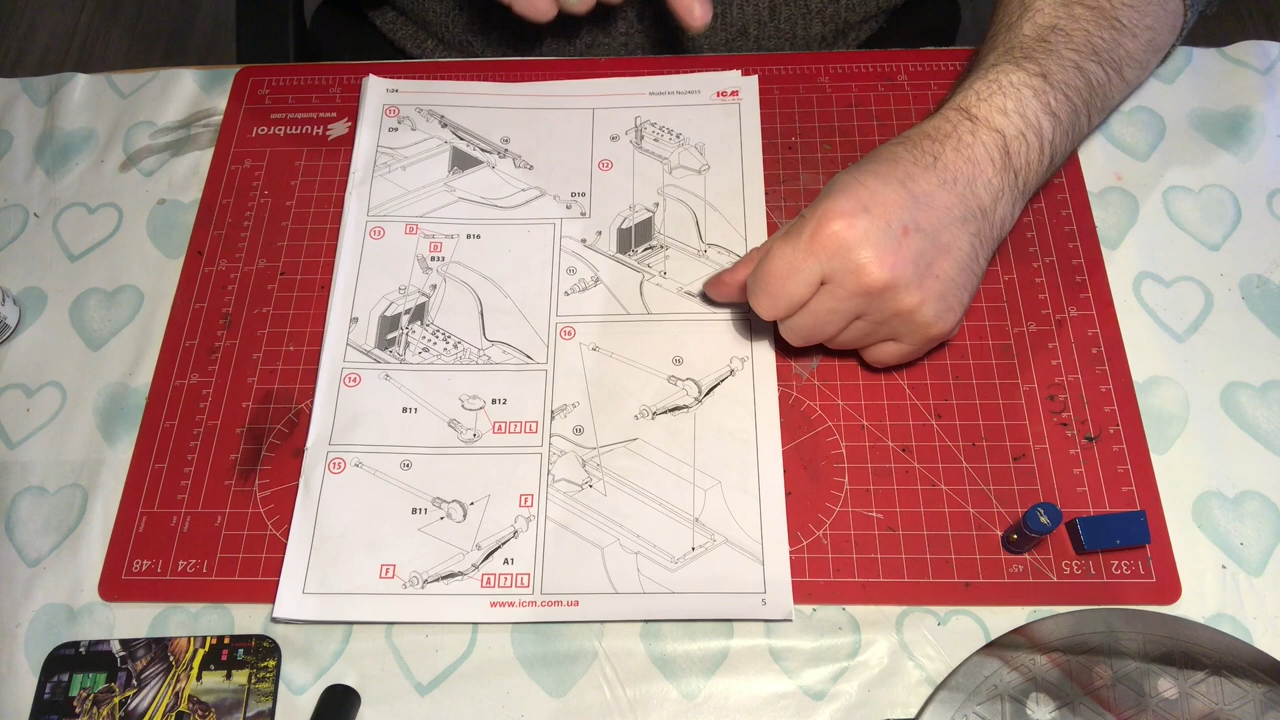 1:24
Model kit No24015
ICM
11
D9
10
D10
07
12
11
13
D
B16
D
B33
14
B11
B12
A ? L
15
14
B11
F
F
A1
A ? L
16
15
13
www.icm.com.ua
5
Humbrol
www.humbrol.com
1:48
1:24
1:35
1:32
45°